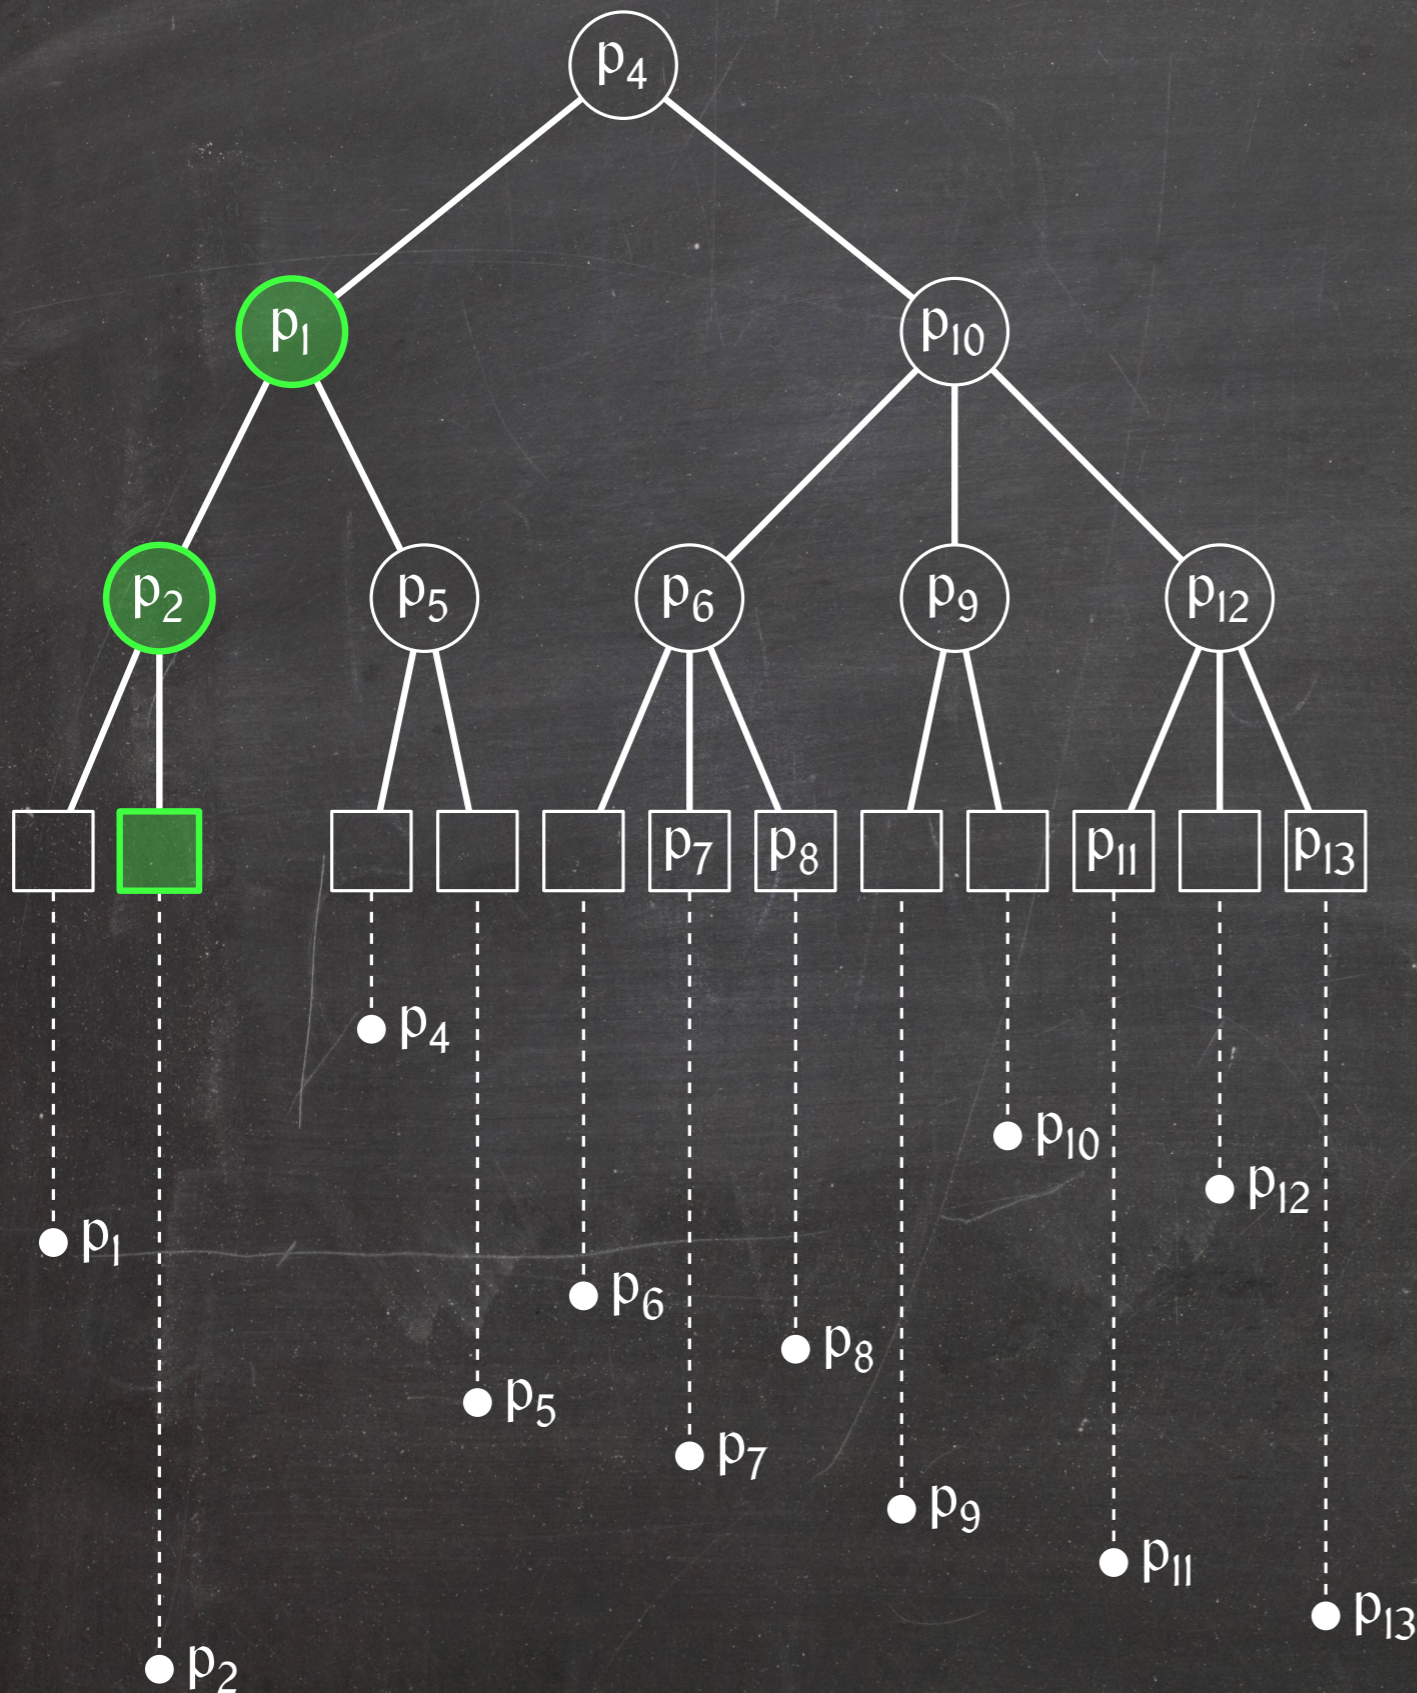 p₄
p₁ p₁₀
p₂ p₅ p₆ p₉ p₁₂
p₇ p₈ p₁₁ p₁₃
p₄
p₁₀
p₁₂
p₁
p₆
p₈
p₅
p₇
p₉
p₁₁
p₁₃
p₂